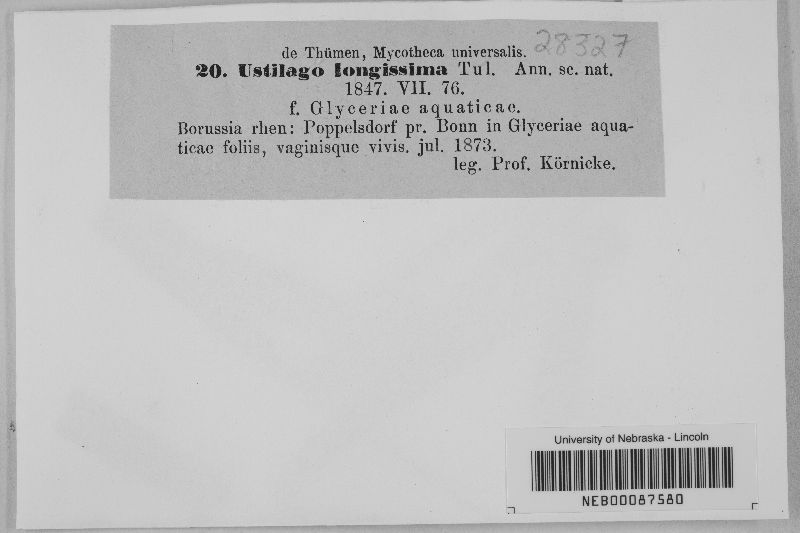 de Thümen, Mycotheca universalis. 28327
20. Ustilago longissima Tul. Ann. sc. nat.
1847. VII. 76.
f. Glyceriae aquaticae.
Borussia rhen: Poppelsdorf pr. Bonn in Glyceriae aqua-
ticae foliis, vaginisque vivis. jul. 1873.
leg. Prof. Körnicke.
University of Nebraska - Lincoln
NEB00087580